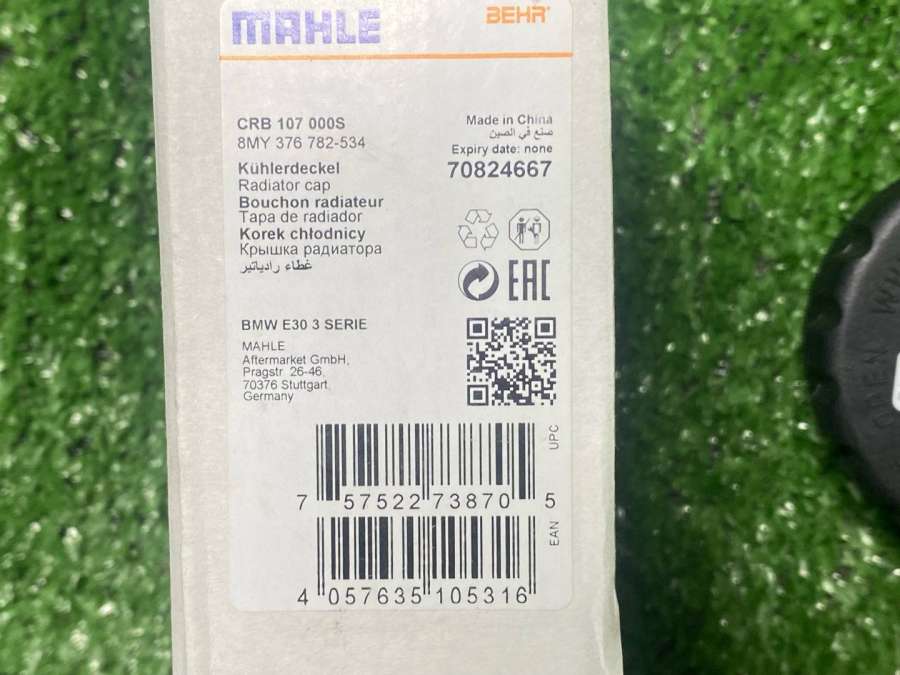 MAHLE
BEHR
CRB 107 000S
8MY 376 782-534
Kühlerdeckel
Radiator cap
Bouchon radiateur
Tapa de radiador
Korek chłodnicy
Крышка радиатора
غطاء رادياتير
Made in China
صنع في الصين
Expiry date: none
70824667
EAC
BMW E30 3 SERIE
MAHLE
Aftermarket GmbH,
Pragstr. 26-46,
70376 Stuttgart,
Germany
UPC
7 57522 73870 5
EAN
4 057635 105316
OPEN